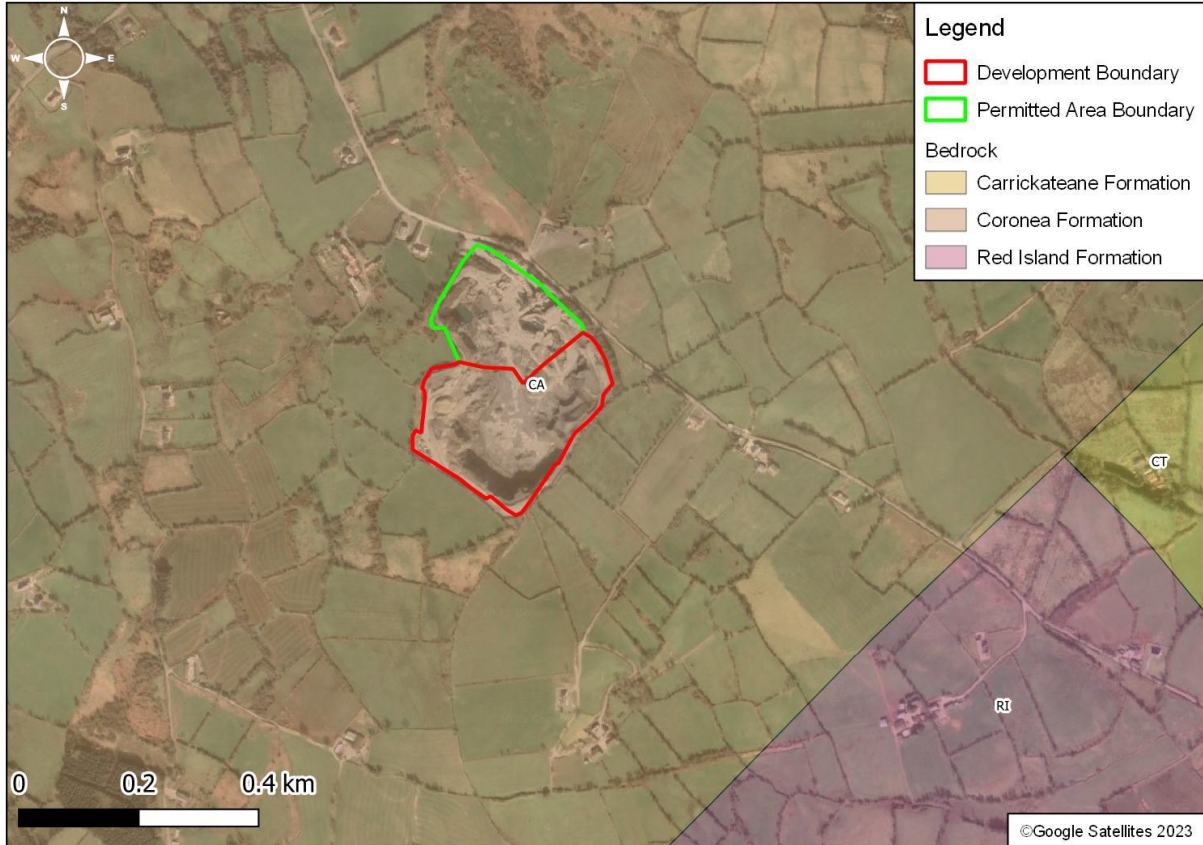 N
W E
S
Legend
Development Boundary
Permitted Area Boundary
Bedrock
Carrickateane Formation
Coronea Formation
Red Island Formation
CA
CT
RI
0 0.2 0.4 km
©Google Satellites 2023